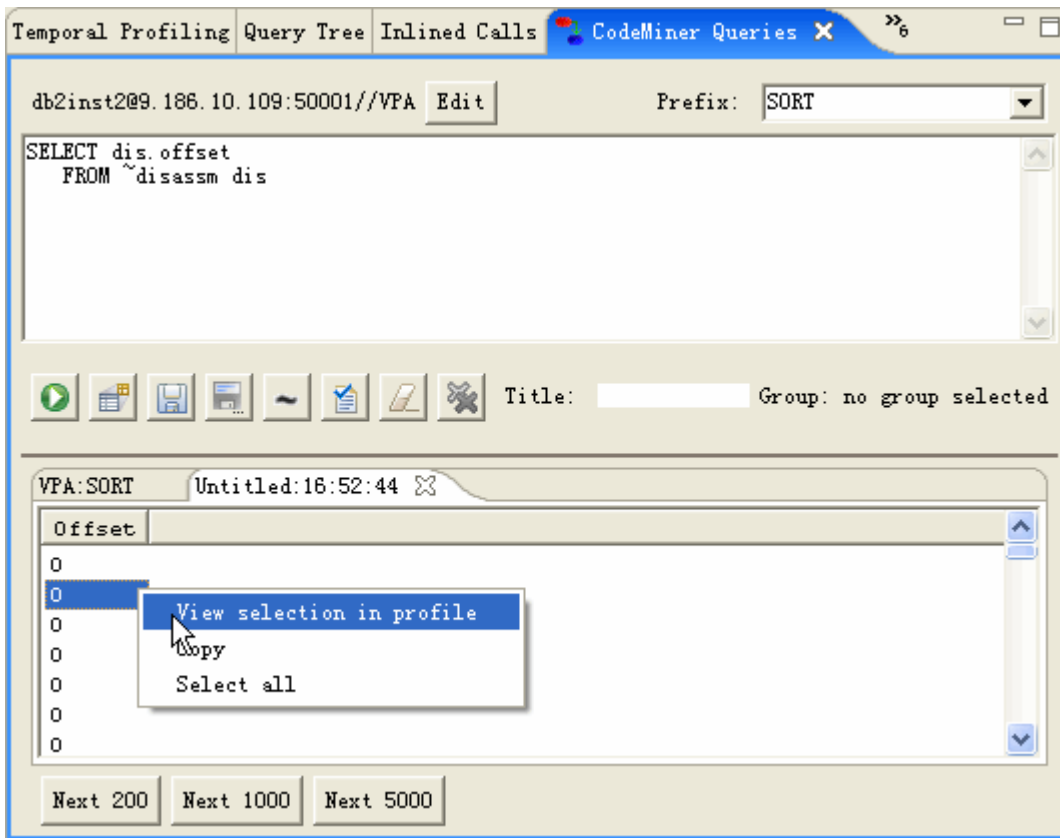 Temporal Profiling Query Tree Inlined Calls CodeMiner Queries »6
db2inst2@9.186.10.109:50001//VPA Edit Prefix: SORT
SELECT dis.offset
FROM ~disassm dis
~ Title: Group: no group selected
VPA:SORT Untitled:16:52:44
Offset
0
0
View selection in profile
0
Copy
0
Select all
0
0
0
Next 200 Next 1000 Next 5000